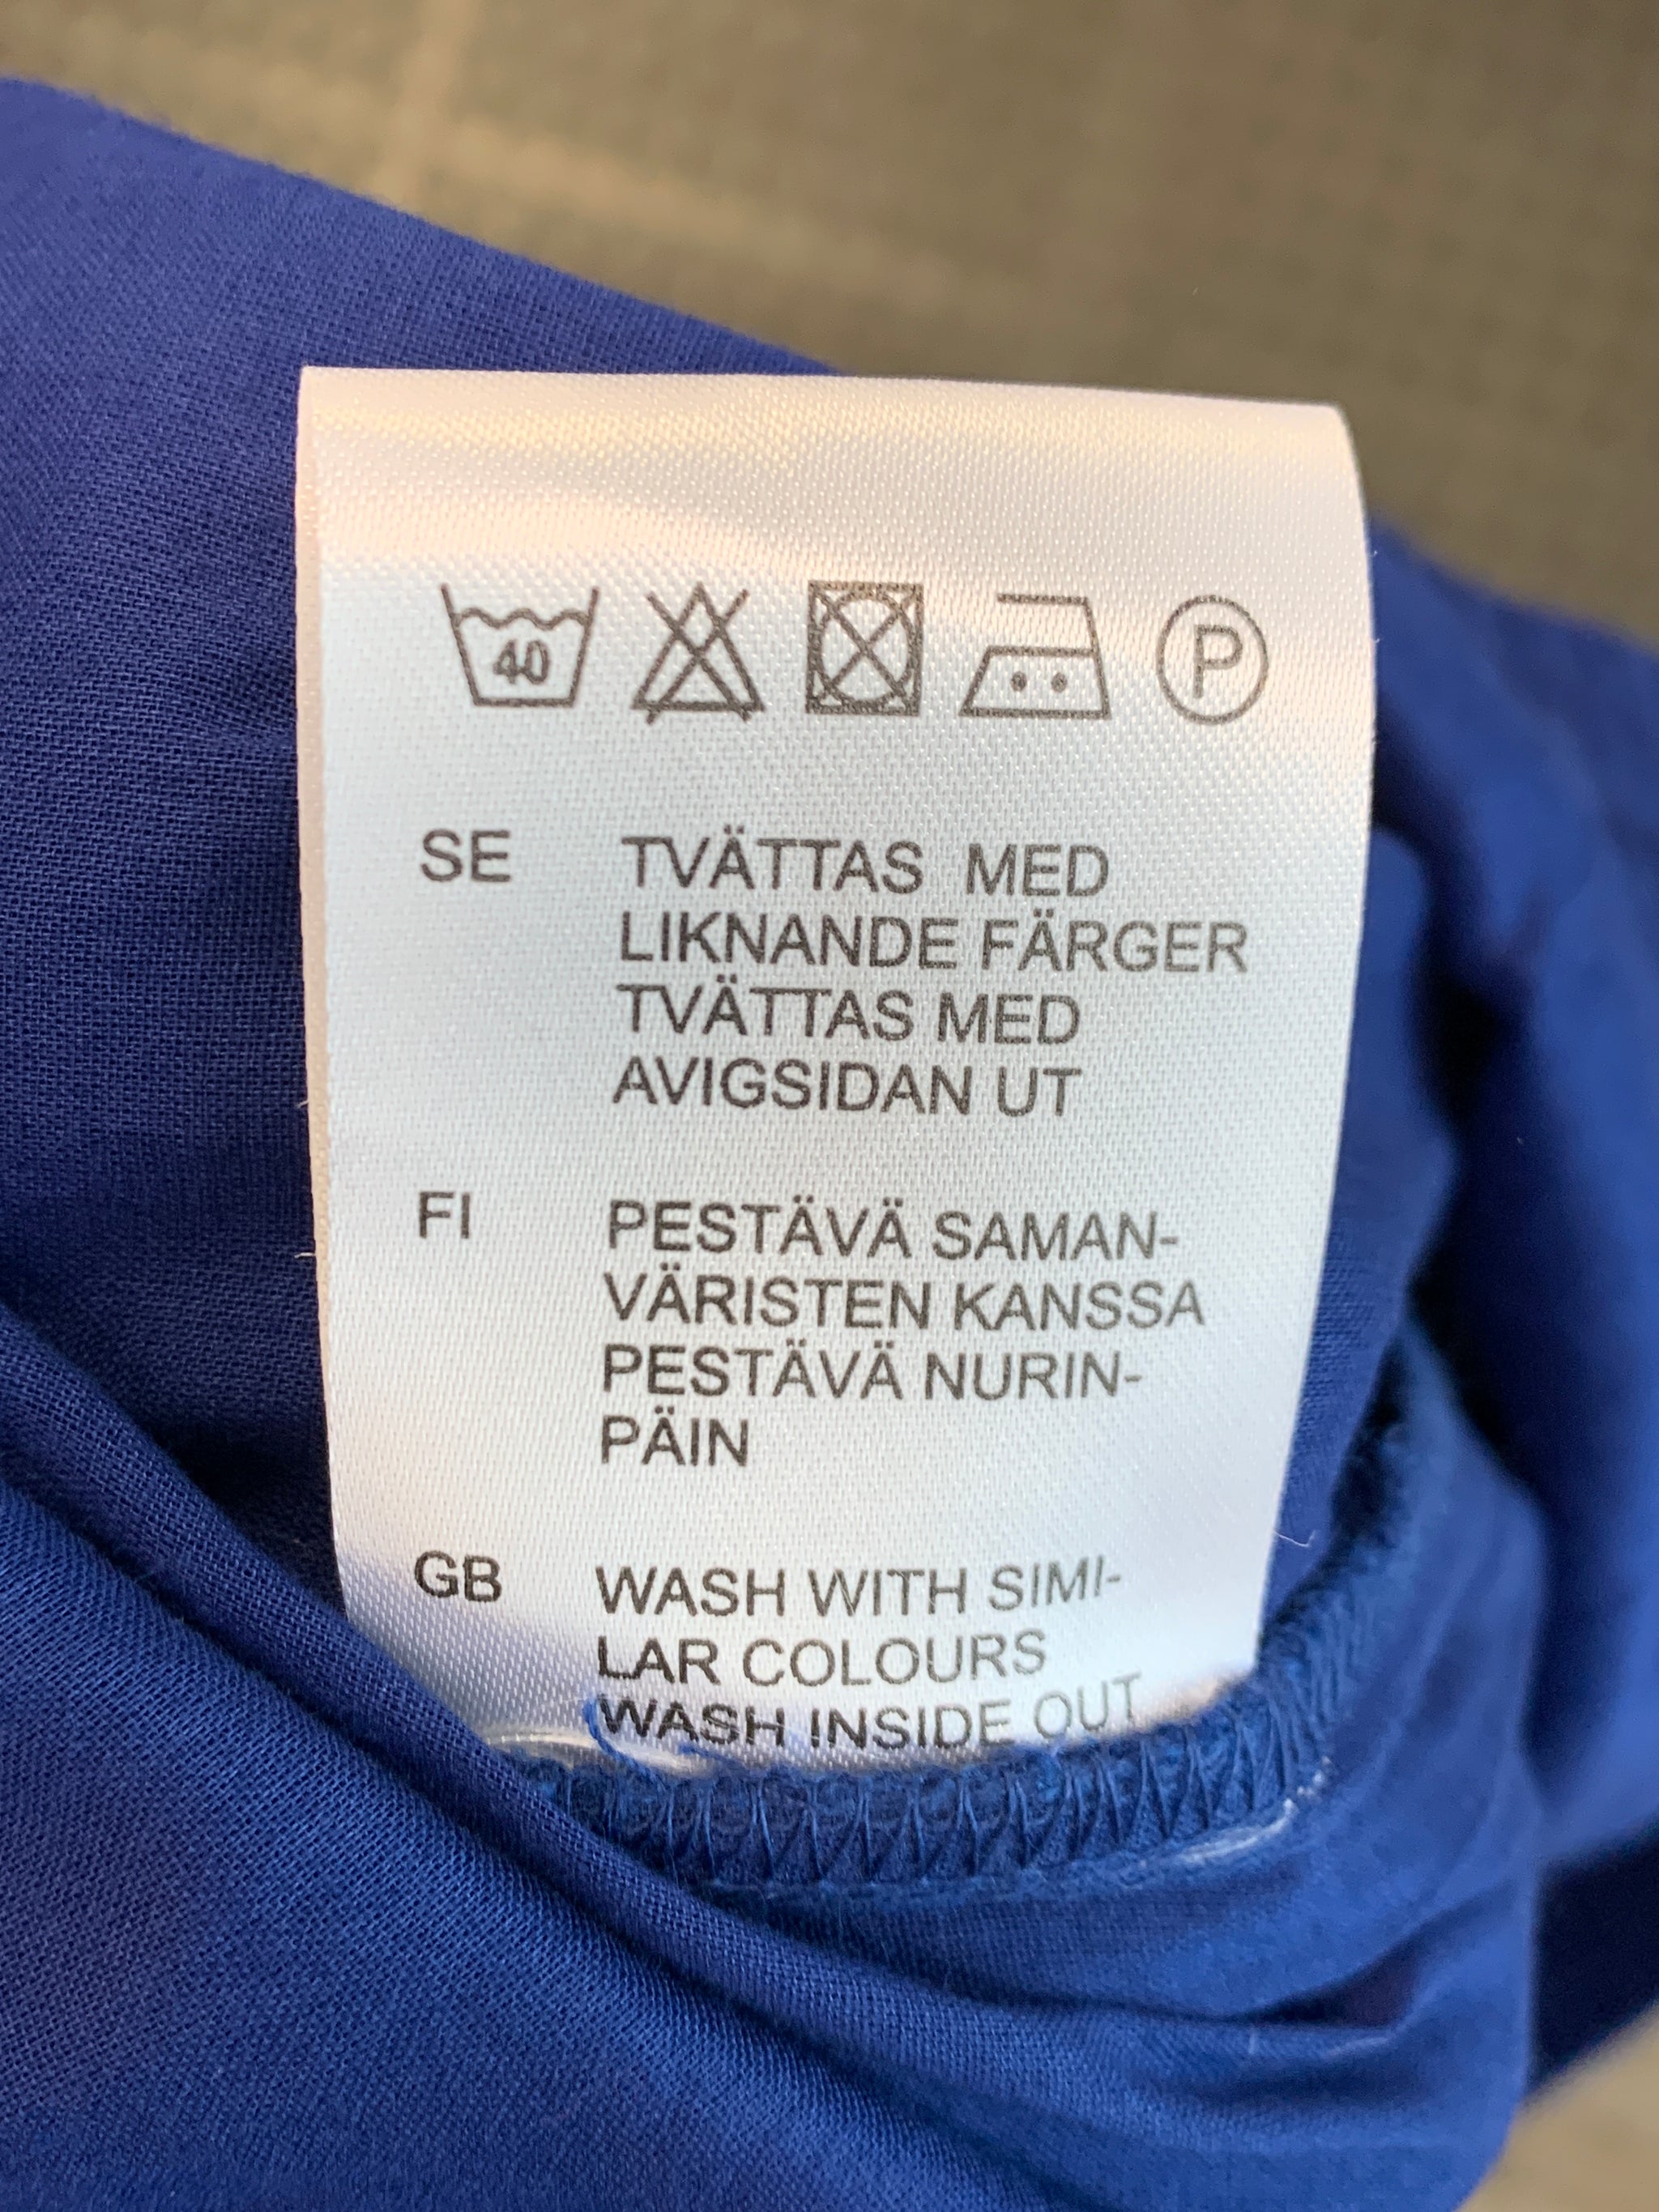 40
P
SE TVÄTTAS MED
LIKNANDE FÄRGER
TVÄTTAS MED
AVIGSIDAN UT
FI PESTÄVÄ SAMAN-
VÄRISTEN KANSSA
PESTÄVÄ NURIN-
PÄIN
GB WASH WITH SIMI-
LAR COLOURS
WASH INSIDE OUT